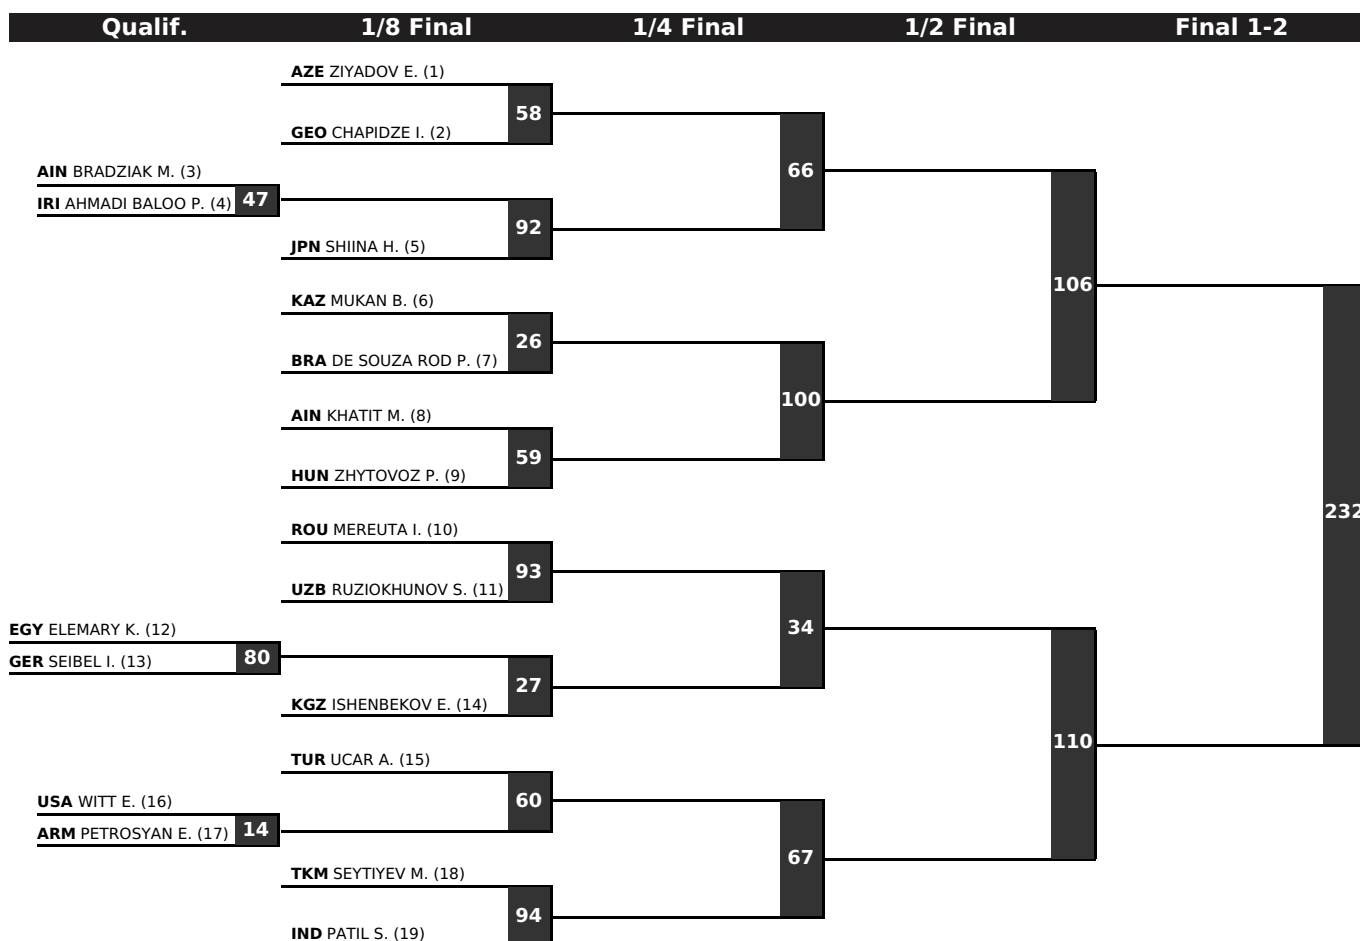 Qualif. 1/8 Final 1/4 Final 1/2 Final Final 1-2
AZE ZIYADOV E. (1)
58
GEO CHAPIDZE I. (2)
AIN BRADZIAK M. (3)
66
IRI AHMADI BALOO P. (4) 47
92
JPN SHIINA H. (5)
106
KAZ MUKAN B. (6)
26
BRA DE SOUZA ROD P. (7)
100
AIN KHATIT M. (8)
59
HUN ZHYTOVOZ P. (9)
232
ROU MEREUTA I. (10)
93
UZB RUZIOKHUNOV S. (11)
EGY ELEMARY K. (12)
34
GER SEIBEL I. (13) 80
27
KGZ ISHENBEKOV E. (14)
110
TUR UCAR A. (15)
60
USA WITT E. (16)
ARM PETROSYAN E. (17) 14
67
TKM SEYTIYEV M. (18)
94
IND PATIL S. (19)